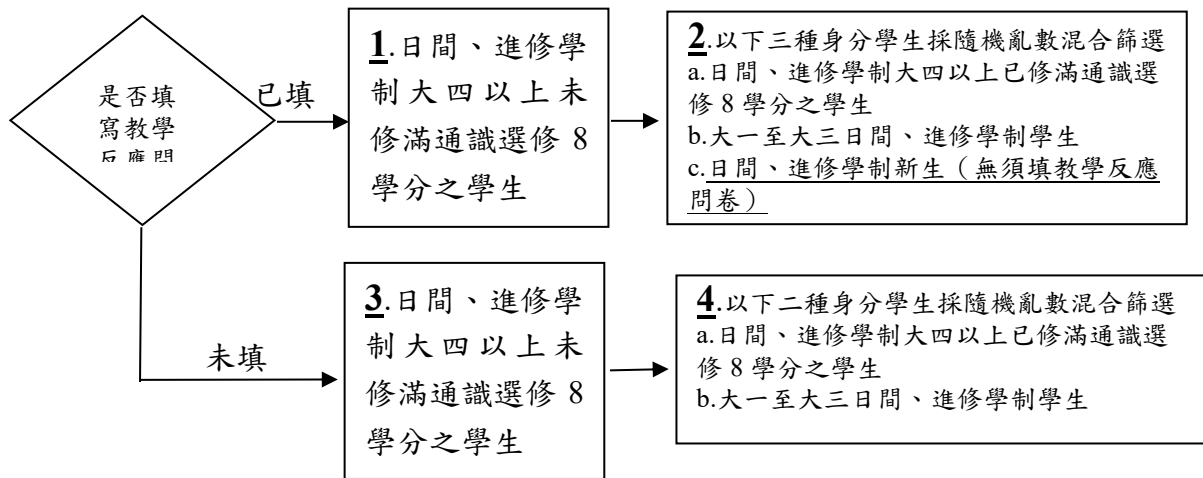 是否填
寫教學
反應問
已填
1.日間、進修學
制大四以上未
修滿通識選修 8
學分之學生
2.以下三種身分學生採隨機亂數混合篩選
a.日間、進修學制大四以上已修滿通識選
修 8 學分之學生
b.大一至大三日間、進修學制學生
c.日間、進修學制新生（無須填教學反應
問卷）
未填
3.日間、進修學
制大四以上未
修滿通識選修 8
學分之學生
4.以下二種身分學生採隨機亂數混合篩選
a.日間、進修學制大四以上已修滿通識選
修 8 學分之學生
b.大一至大三日間、進修學制學生